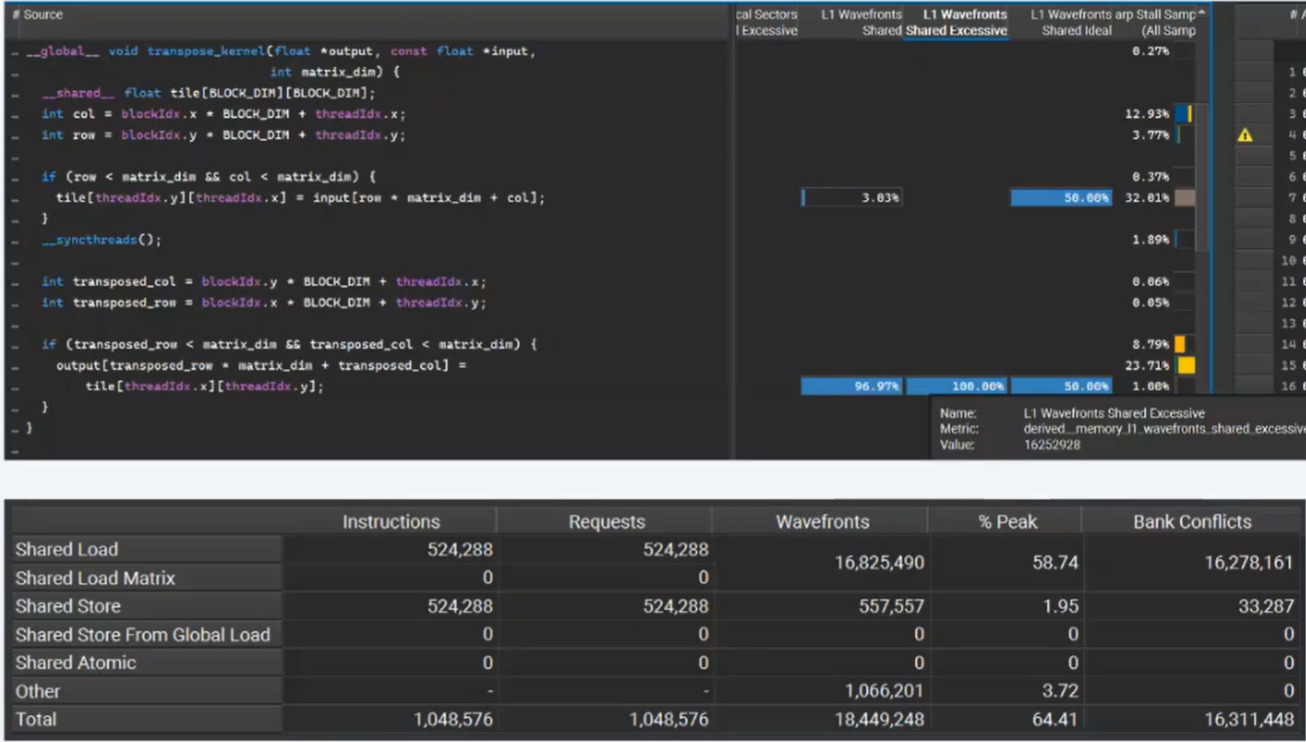 # Source
cal Sectors L1 Wavefronts L1 Wavefronts L1 Wavefronts arp Stall Samp # /
l Excessive Shared Shared Excessive Shared Ideal (All Samp
__global__ void transpose_kernel(float *output, const float *input, 0.27%
int matrix_dim) { 1
__shared__ float tile[BLOCK_DIM][BLOCK_DIM]; 2
int col = blockIdx.x * BLOCK_DIM + threadIdx.x; 12.93% 3
int row = blockIdx.y * BLOCK_DIM + threadIdx.y; 3.77% 4
5
if (row < matrix_dim && col < matrix_dim) { 0.37% 6
tile[threadIdx.y][threadIdx.x] = input[row * matrix_dim + col]; 3.03% 50.00% 32.01% 7
} 8
__syncthreads(); 1.89% 9
10
int transposed_col = blockIdx.y * BLOCK_DIM + threadIdx.x; 0.06% 11
int transposed_row = blockIdx.x * BLOCK_DIM + threadIdx.y; 0.05% 12
13
if (transposed_row < matrix_dim && transposed_col < matrix_dim) { 8.79% 14
output[transposed_row * matrix_dim + transposed_col] = 23.71% 15
tile[threadIdx.x][threadIdx.y]; 96.97% 100.00% 50.00% 1.00% 16
}
}
Name: L1 Wavefronts Shared Excessive
Metric: derived__memory_l1_wavefronts_shared_excessive
Value: 16252928
Instructions Requests Wavefronts % Peak Bank Conflicts
Shared Load 524,288 524,288 16,825,490 58.74 16,278,161
Shared Load Matrix 0 0
Shared Store 524,288 524,288 557,557 1.95 33,287
Shared Store From Global Load 0 0 0 0 0
Shared Atomic 0 0 0 0 0
Other - - 1,066,201 3.72 0
Total 1,048,576 1,048,576 18,449,248 64.41 16,311,448